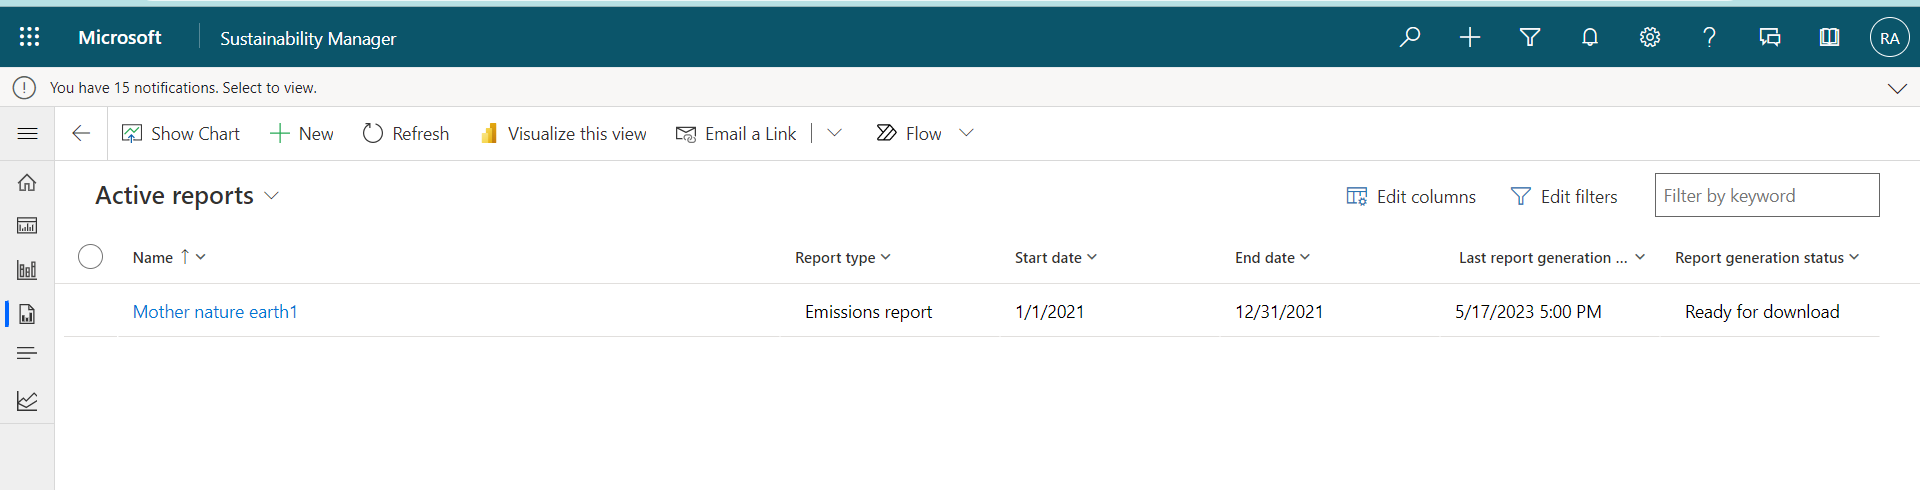 Microsoft Sustainability Manager RA
You have 15 notifications. Select to view.
Show Chart New Refresh Visualize this view Email a Link Flow
Active reports Edit columns Edit filters Filter by keyword
Name Report type Start date End date Last report generation ... Report generation status
Mother nature earth1 Emissions report 1/1/2021 12/31/2021 5/17/2023 5:00 PM Ready for download